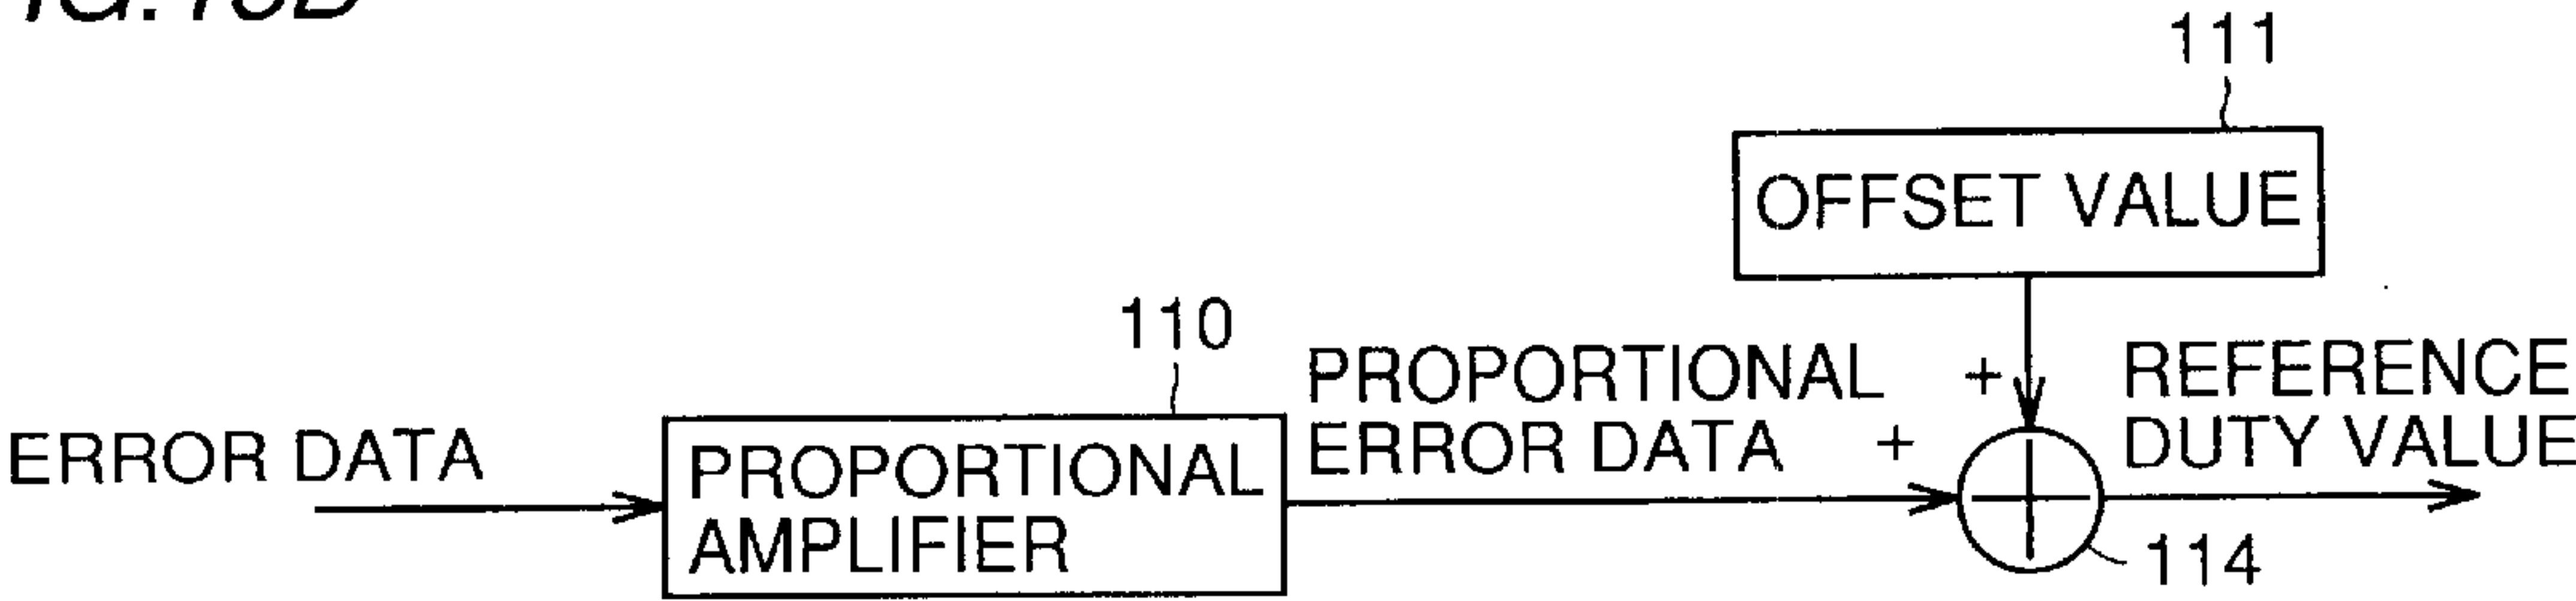 111
OFFSET VALUE
110
PROPORTIONAL
ERROR DATA
+
+
REFERENCE
DUTY VALUE
ERROR DATA
PROPORTIONAL
AMPLIFIER
114